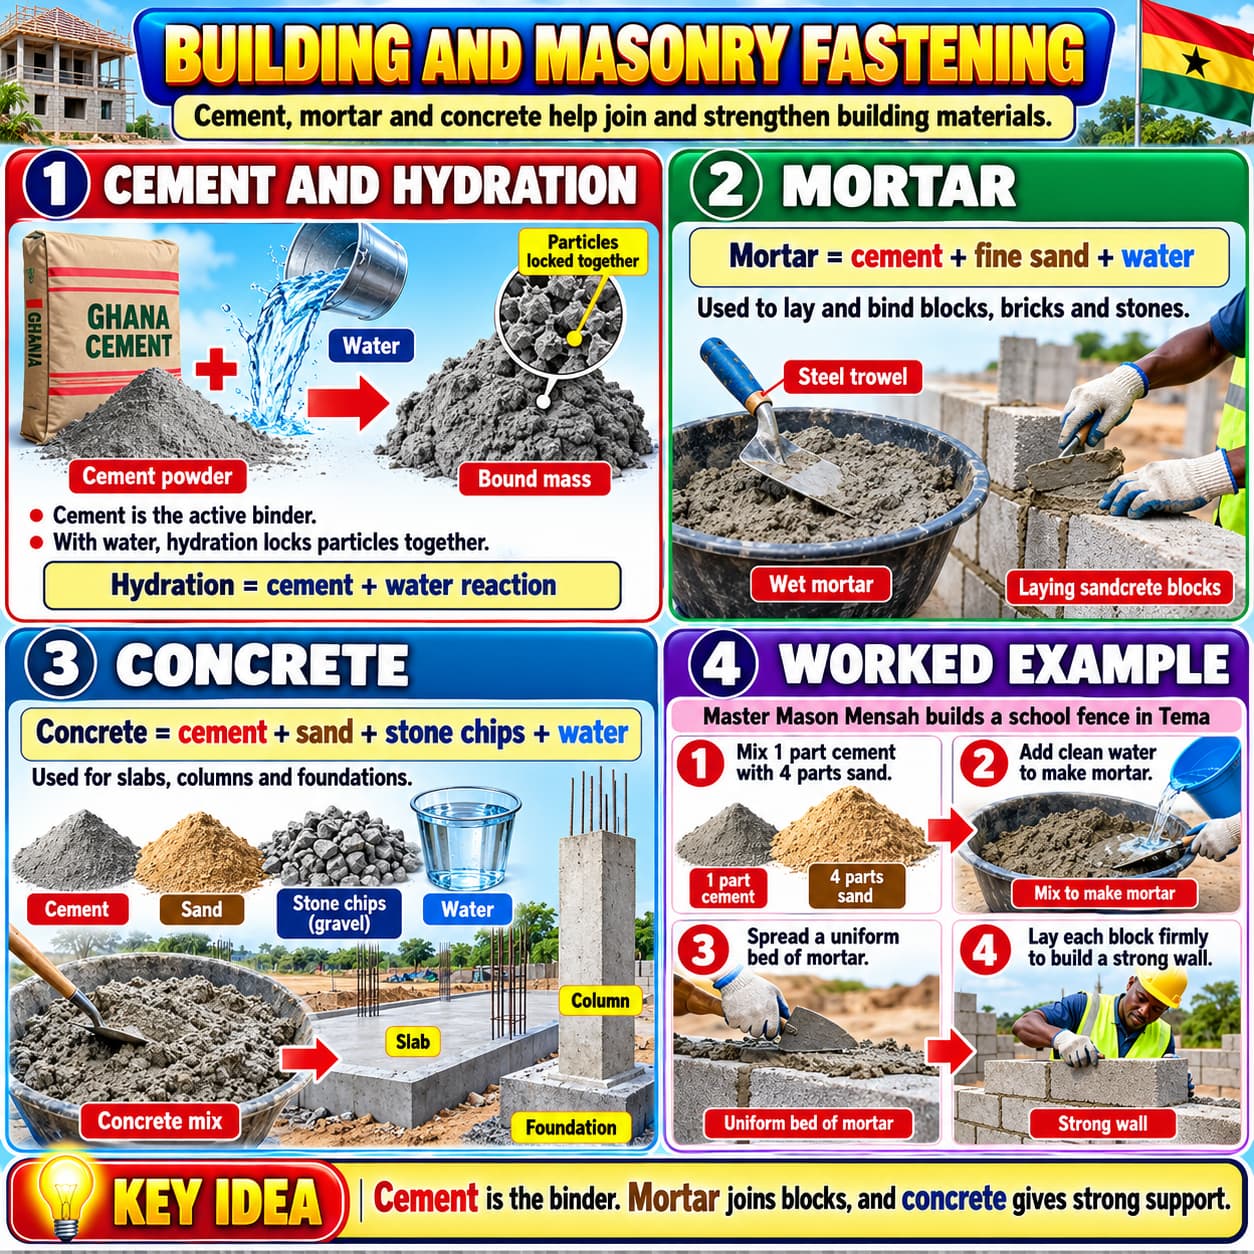 BUILDING AND MASONRY FASTENING
Cement, mortar and concrete help join and strengthen building materials.
1 CEMENT AND HYDRATION
GHANA
GHANA
CEMENT
+
Water
Particles
locked together
Cement powder
Bound mass
• Cement is the active binder.
• With water, hydration locks particles together.
Hydration = cement + water reaction
2 MORTAR
Mortar = cement + fine sand + water
Used to lay and bind blocks, bricks and stones.
Steel trowel
Wet mortar
Laying sandcrete blocks
3 CONCRETE
Concrete = cement + sand + stone chips + water
Used for slabs, columns and foundations.
Cement
Sand
Stone chips
(gravel)
Water
Concrete mix
Slab
Column
Foundation
4 WORKED EXAMPLE
Master Mason Mensah builds a school fence in Tema
1 Mix 1 part cement
with 4 parts sand.
1 part
cement
4 parts
sand
2 Add clean water
to make mortar.
Mix to make mortar
3 Spread a uniform
bed of mortar.
Uniform bed of mortar
4 Lay each block firmly
to build a strong wall.
Strong wall
KEY IDEA
Cement is the binder. Mortar joins blocks, and concrete gives strong support.